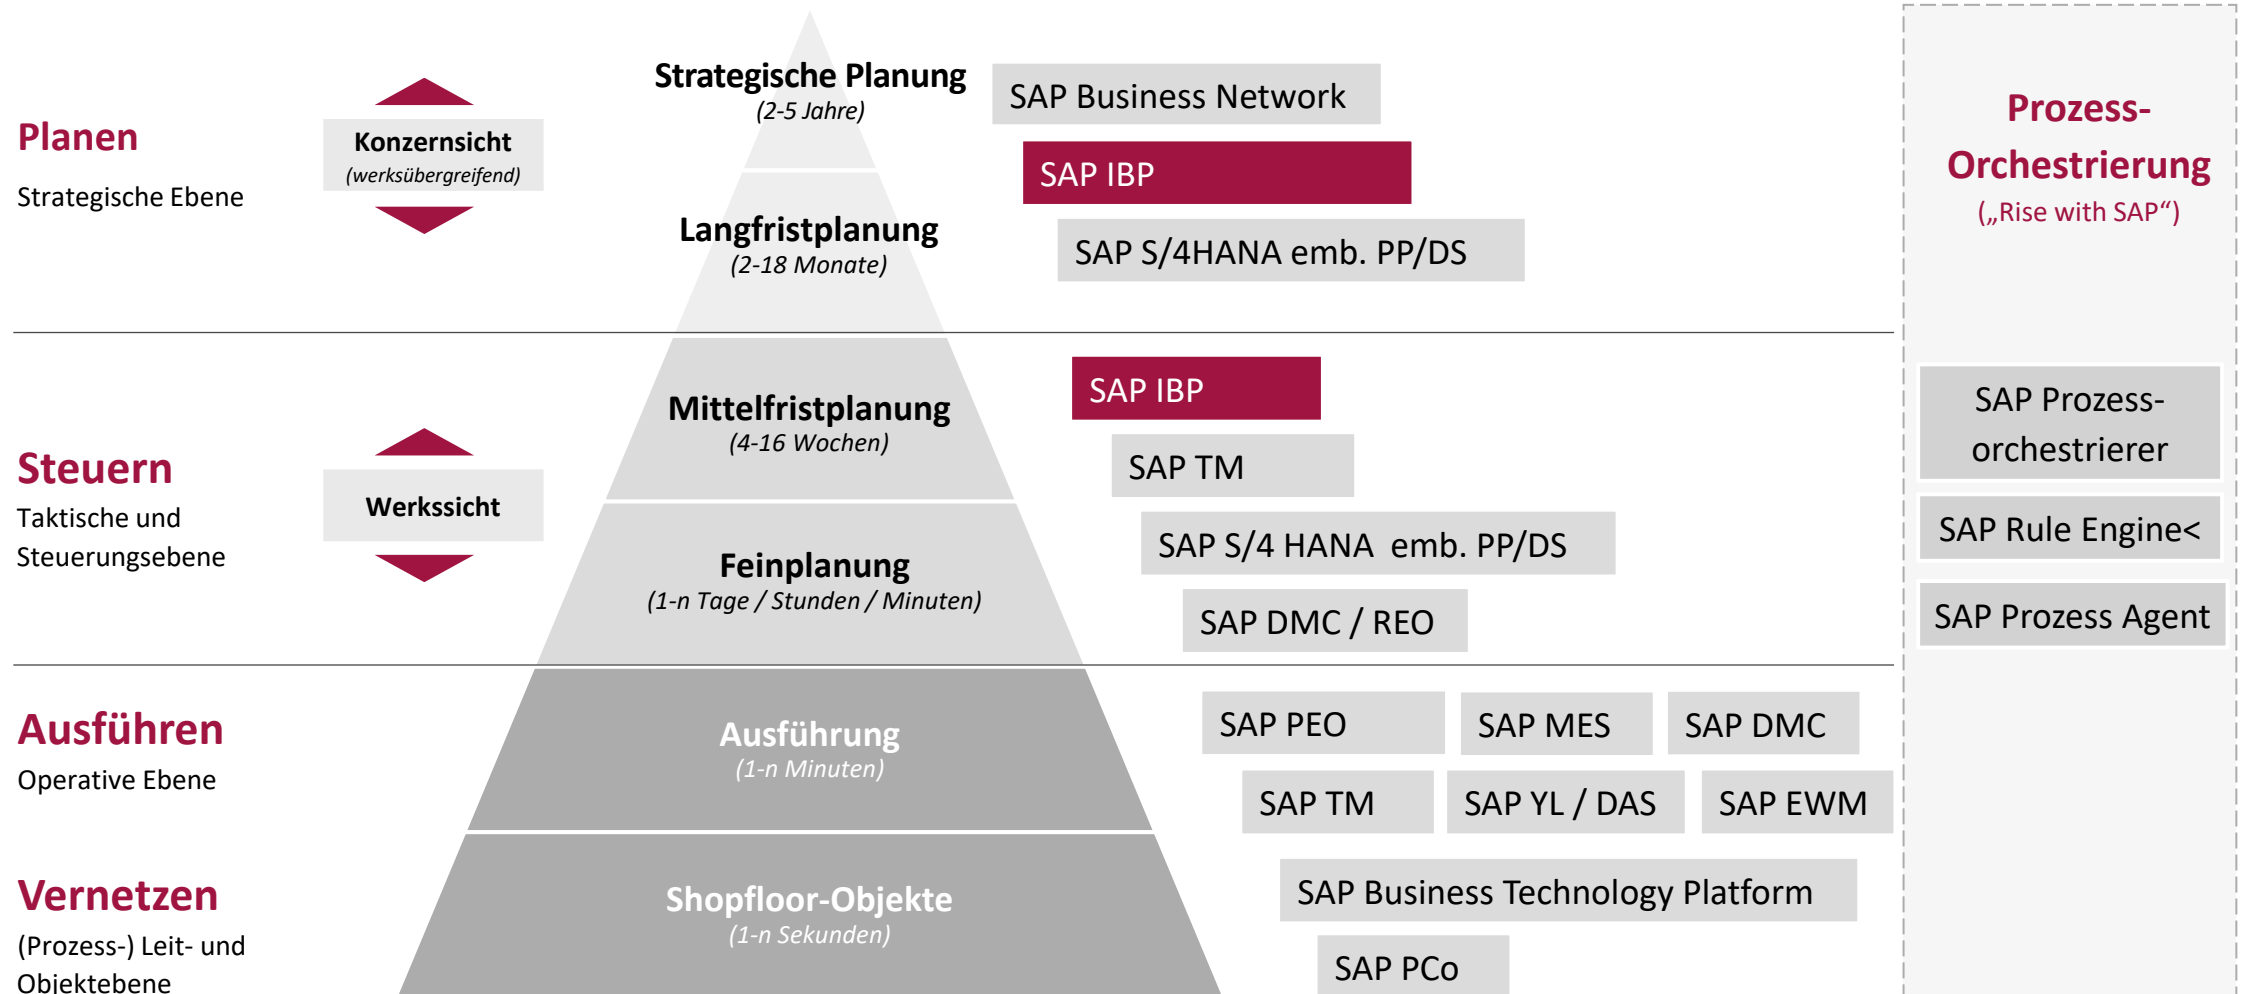 Planen
Strategische Ebene
Konzernsicht
(werksübergreifend)
Strategische Planung
(2-5 Jahre)
Langfristplanung
(2-18 Monate)
SAP Business Network
SAP IBP
SAP S/4HANA emb. PP/DS
Prozess-
Orchestrierung
(„Rise with SAP“)
Steuern
Taktische und
Steuerungsebene
Werkssicht
Mittelfristplanung
(4-16 Wochen)
Feinplanung
(1-n Tage / Stunden / Minuten)
SAP IBP
SAP TM
SAP S/4 HANA  emb. PP/DS
SAP DMC / REO
SAP Prozess-
orchestrierer
SAP Rule Engine<
SAP Prozess Agent
Ausführen
Operative Ebene
Ausführung
(1-n Minuten)
SAP PEO
SAP MES
SAP DMC
SAP TM
SAP YL / DAS
SAP EWM
Vernetzen
(Prozess-) Leit- und
Objektebene
Shopfloor-Objekte
(1-n Sekunden)
SAP Business Technology Platform
SAP PCo